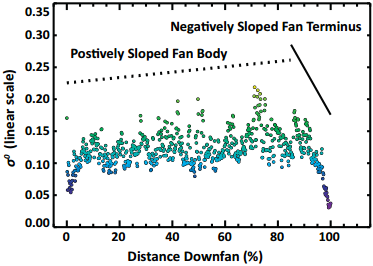 0.35
Negatively Sloped Fan Terminus
0.30
Postively Sloped Fan Body
0.25
0.20
0.15
0.10
0.05
0.00
σ⁰ (linear scale)
0 20 40 60 80 100
Distance Downfan (%)